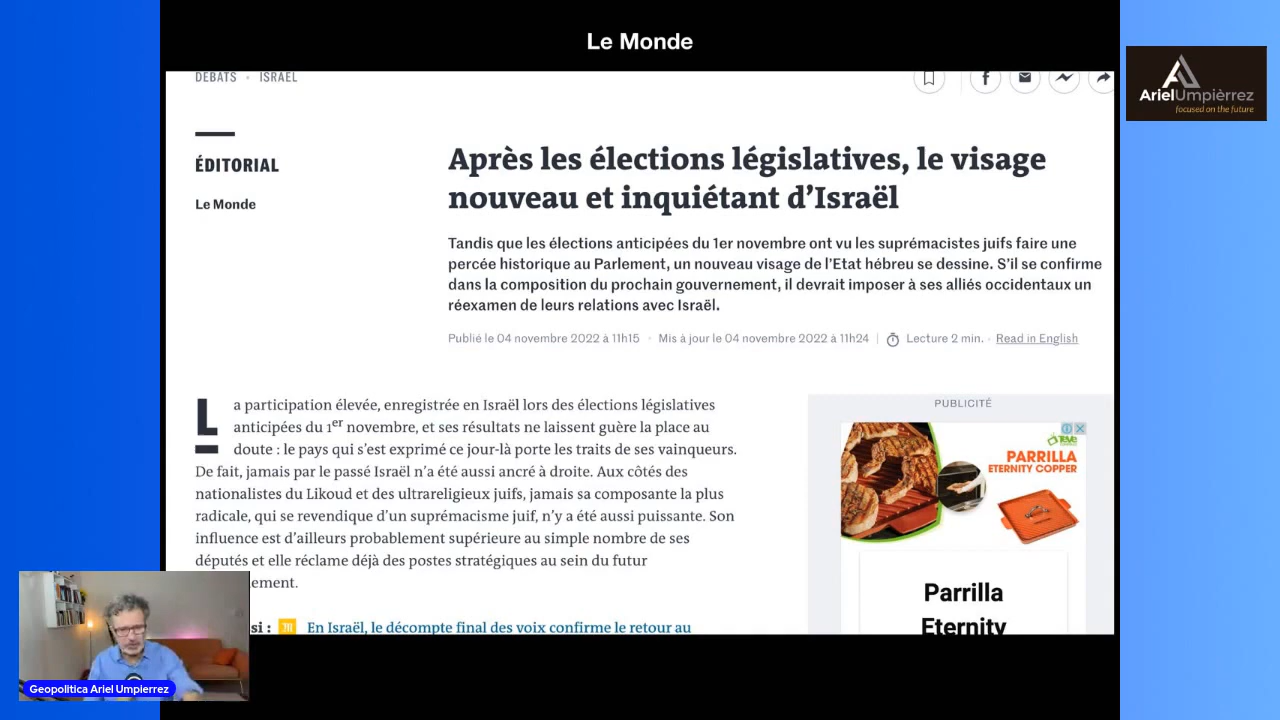 Le Monde
DÉBATS • ISRAËL
ArielUmpièrrez
focused on the future
ÉDITORIAL
Le Monde
Après les élections législatives, le visage
nouveau et inquiétant d’Israël
Tandis que les élections anticipées du 1er novembre ont vu les suprémacistes juifs faire une
percée historique au Parlement, un nouveau visage de l’Etat hébreu se dessine. S’il se confirme
dans la composition du prochain gouvernement, il devrait imposer à ses alliés occidentaux un
réexamen de leurs relations avec Israël.
Publié le 04 novembre 2022 à 11h15 • Mis à jour le 04 novembre 2022 à 11h24 | Lecture 2 min. • Read in English
La participation élevée, enregistrée en Israël lors des élections législatives
anticipées du 1er novembre, et ses résultats ne laissent guère la place au
doute : le pays qui s’est exprimé ce jour-là porte les traits de ses vainqueurs.
De fait, jamais par le passé Israël n’a été aussi ancré à droite. Aux côtés des
nationalistes du Likoud et des ultrareligieux juifs, jamais sa composante la plus
radicale, qui se revendique d’un suprémacisme juif, n’y a été aussi puissante. Son
influence est d’ailleurs probablement supérieure au simple nombre de ses
députés et elle réclame déjà des postes stratégiques au sein du futur
ement.
si : En Israël, le décompte final des voix confirme le retour au
PUBLICITÉ
PARRILLA
ETERNITY COPPER
Parrilla
Eternity
Geopolitica Ariel Umpierrez